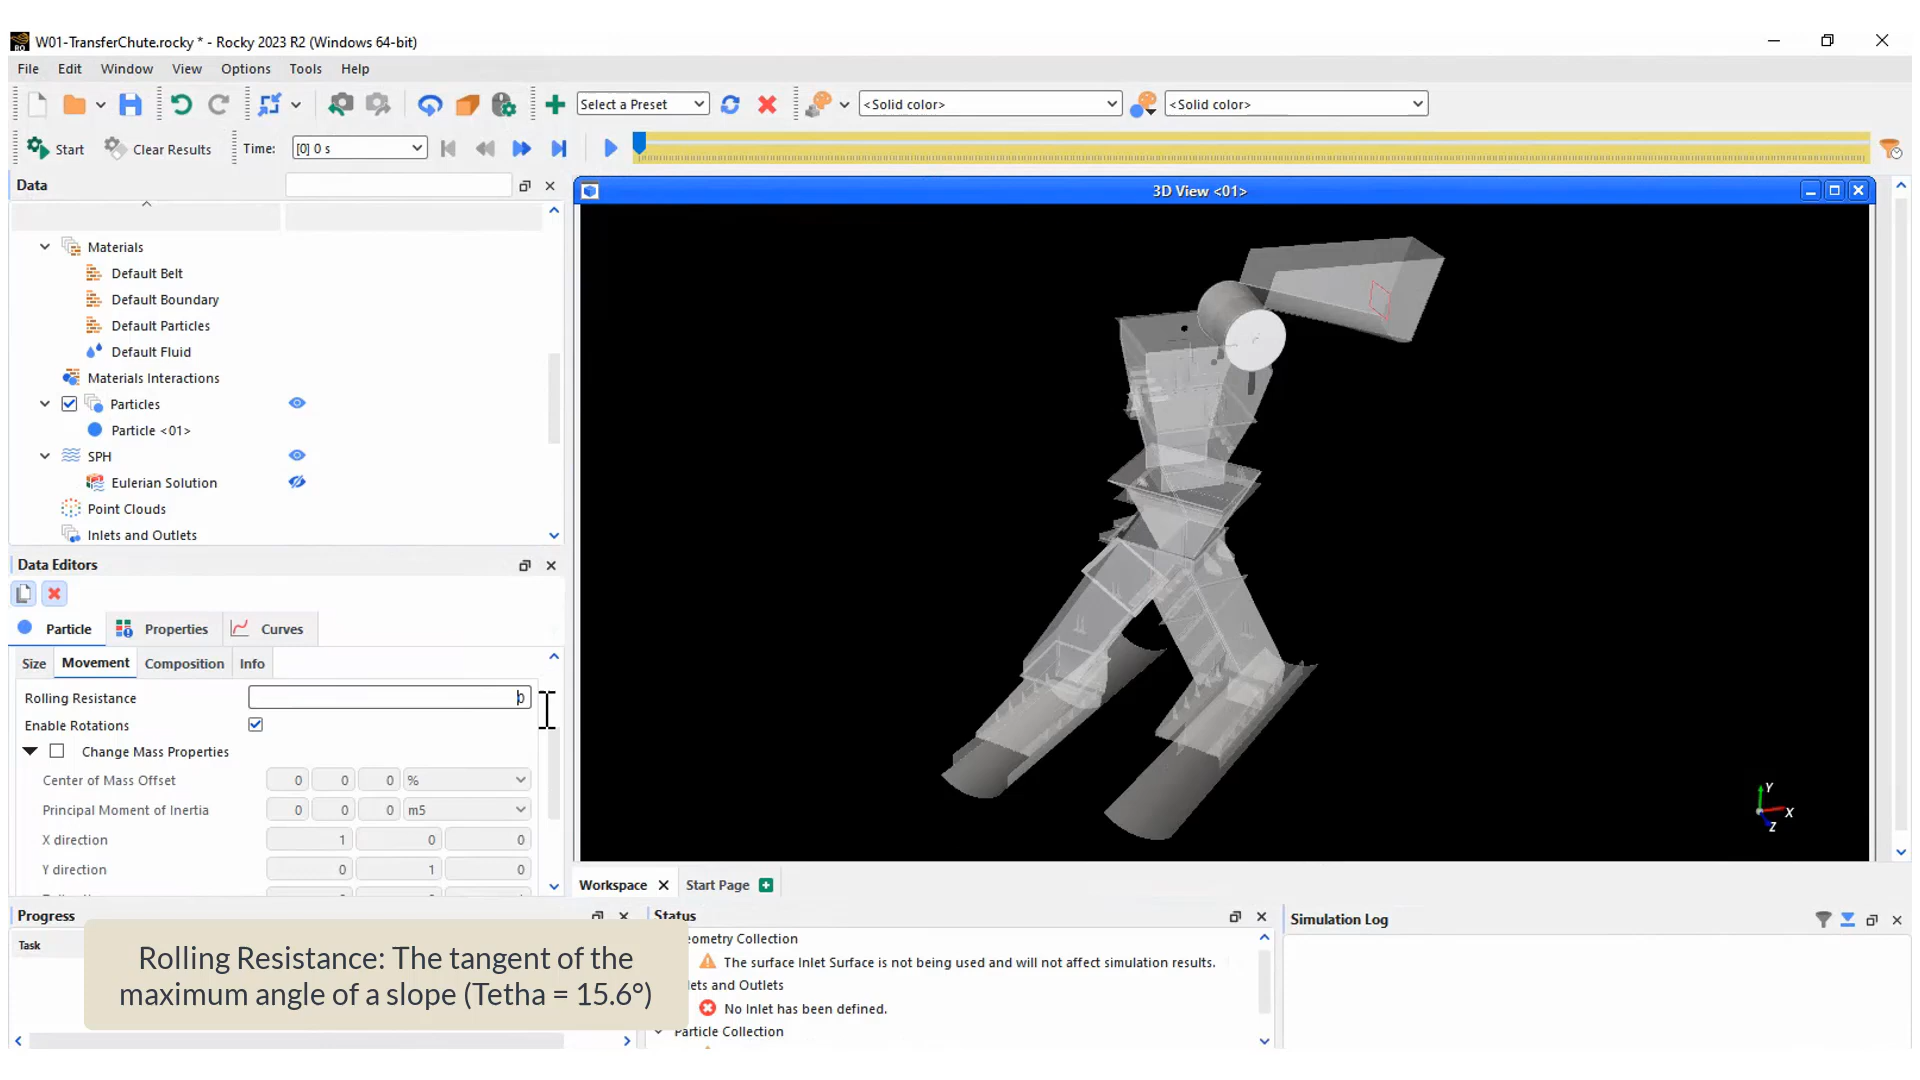 W01-TransferChute.rocky * - Rocky 2023 R2 (Windows 64-bit)
File Edit Window View Options Tools Help
Select a Preset <Solid color> <Solid color>
Start Clear Results Time: [0] 0 s
Data
3D View <01>
Materials
Default Belt
Default Boundary
Default Particles
Default Fluid
Materials Interactions
Particles
Particle <01>
SPH
Eulerian Solution
Point Clouds
Inlets and Outlets
Data Editors
Particle Properties Curves
Size Movement Composition Info
Rolling Resistance 0
Enable Rotations
Change Mass Properties
Center of Mass Offset 0 0 0 %
Principal Moment of Inertia 0 0 0 m5
X direction 1 0 0
Y direction 0 1 0
Y
X
Z
Workspace Start Page
Progress
Task
Status
eometry Collection
The surface Inlet Surface is not being used and will not affect simulation results.
lets and Outlets
No Inlet has been defined.
Particle Collection
Simulation Log
Rolling Resistance: The tangent of the
maximum angle of a slope (Tetha = 15.6°)